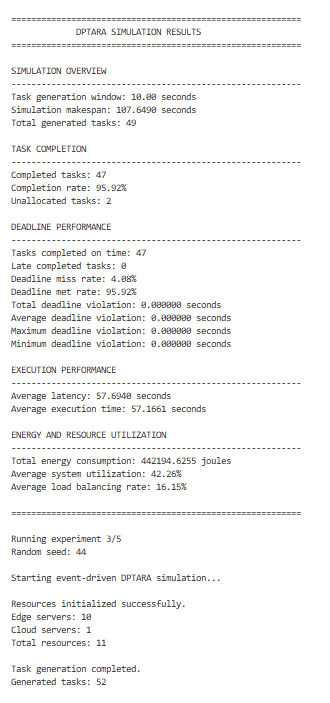 ============================================================
DPTARA SIMULATION RESULTS
============================================================
SIMULATION OVERVIEW
------------------------------------------------------------
Task generation window: 10.00 seconds
Simulation makespan: 107.6490 seconds
Total generated tasks: 49
TASK COMPLETION
------------------------------------------------------------
Completed tasks: 47
Completion rate: 95.92%
Unallocated tasks: 2
DEADLINE PERFORMANCE
------------------------------------------------------------
Tasks completed on time: 47
Late completed tasks: 0
Deadline miss rate: 4.08%
Deadline met rate: 95.92%
Total deadline violation: 0.000000 seconds
Average deadline violation: 0.000000 seconds
Maximum deadline violation: 0.000000 seconds
Minimum deadline violation: 0.000000 seconds
EXECUTION PERFORMANCE
------------------------------------------------------------
Average latency: 57.6940 seconds
Average execution time: 57.1661 seconds
ENERGY AND RESOURCE UTILIZATION
------------------------------------------------------------
Total energy consumption: 442194.6255 joules
Average system utilization: 42.26%
Average load balancing rate: 16.15%
============================================================
Running experiment 3/5
Random seed: 44
Starting event-driven DPTARA simulation...
Resources initialized successfully.
Edge servers: 10
Cloud servers: 1
Total resources: 11
Task generation completed.
Generated tasks: 52